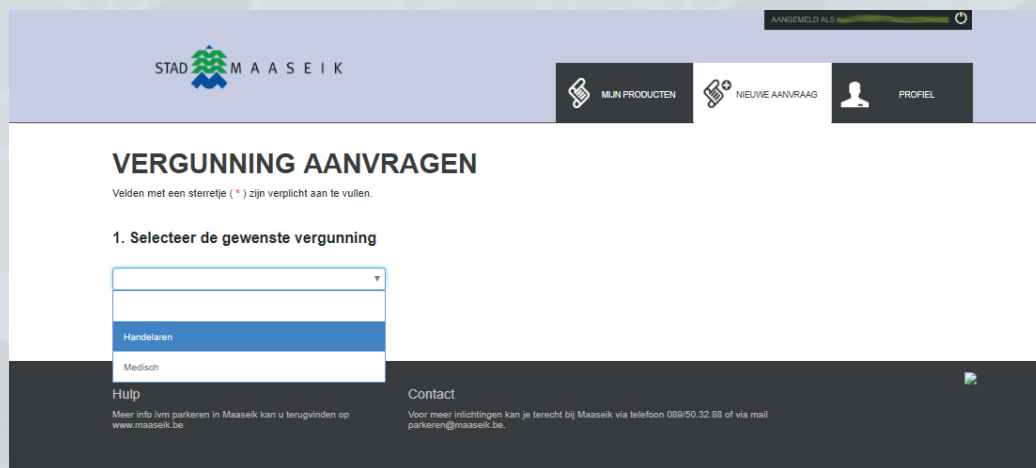 AANGEMELD ALS
STAD MAASEIK
MIJN PRODUCTEN
NIEUWE AANVRAAG
PROFIEL
VERGUNNING AANVRAGEN
Velden met een sterretje ( * ) zijn verplicht aan te vullen.
1. Selecteer de gewenste vergunning
Handelaren
Medisch
Hulp
Meer info ivm parkeren in Maaseik kan u terugvinden op
www.maaseik.be
Contact
Voor meer inlichtingen kan je terecht bij Maaseik via telefoon 089/50.32.88 of via mail
parkeren@maaseik.be.